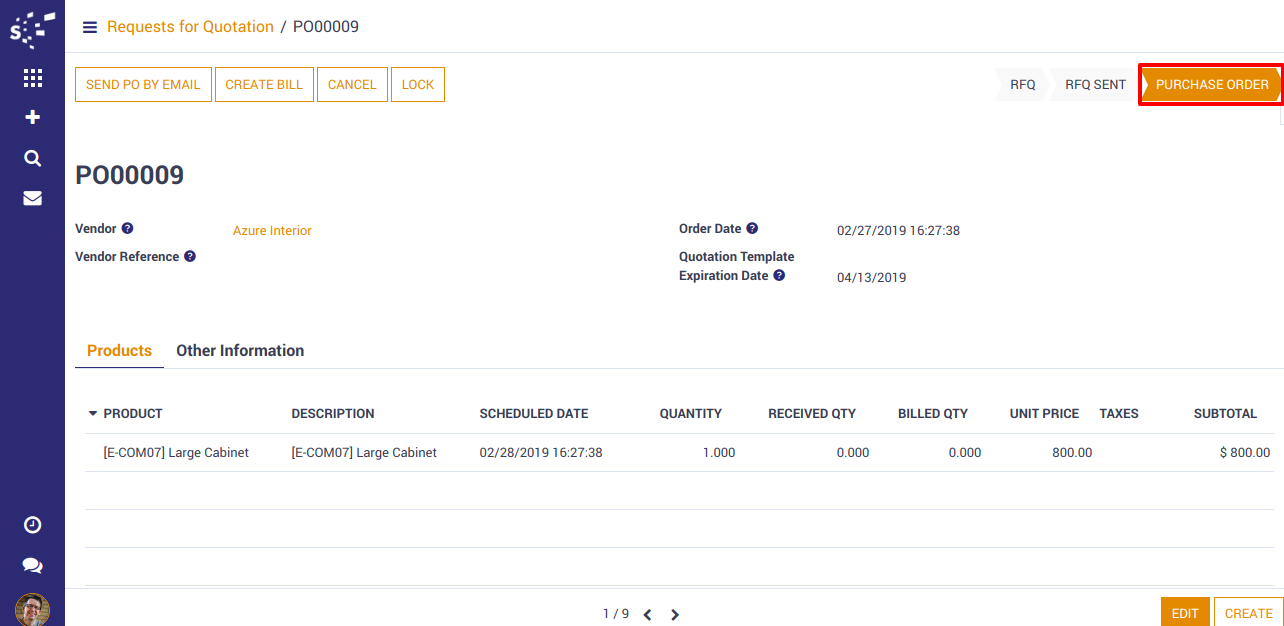 S
Requests for Quotation / PO00009
SEND PO BY EMAIL CREATE BILL CANCEL LOCK RFQ RFQ SENT PURCHASE ORDER
PO00009
Vendor ? Azure Interior Order Date ? 02/27/2019 16:27:38
Vendor Reference ? Quotation Template
Expiration Date ? 04/13/2019
Products Other Information
PRODUCT DESCRIPTION SCHEDULED DATE QUANTITY RECEIVED QTY BILLED QTY UNIT PRICE TAXES SUBTOTAL
[E-COM07] Large Cabinet [E-COM07] Large Cabinet 02/28/2019 16:27:38 1.000 0.000 0.000 800.00 $ 800.00
1 / 9
EDIT CREATE